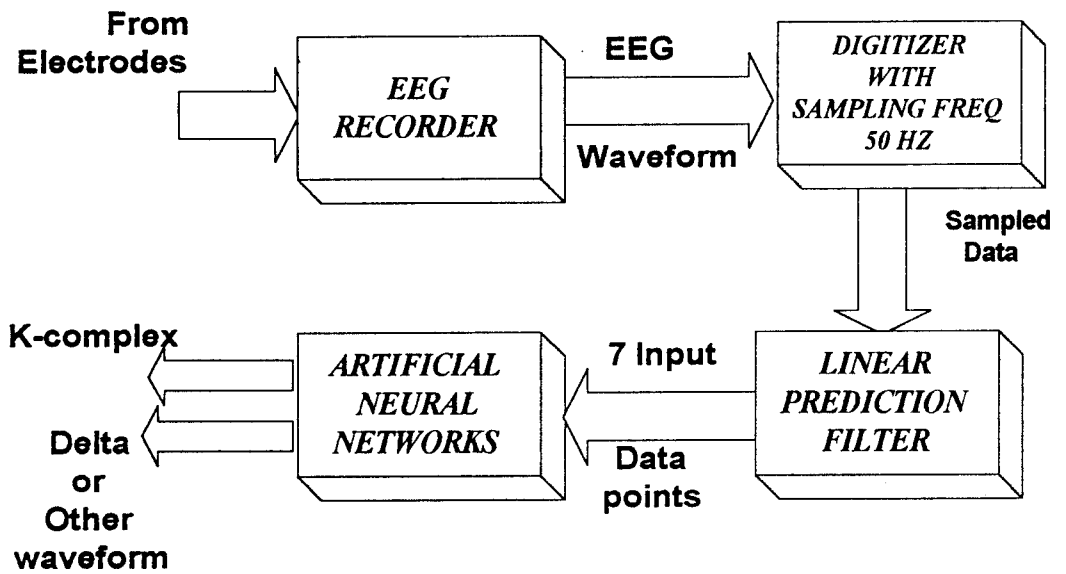 From
Electrodes
EEG
RECORDER
EEG
Waveform
DIGITIZER
WITH
SAMPLING FREQ
50 HZ
Sampled
Data
LINEAR
PREDICTION
FILTER
7 Input
Data
points
ARTIFICIAL
NEURAL
NETWORKS
K-complex
Delta
or
Other
waveform